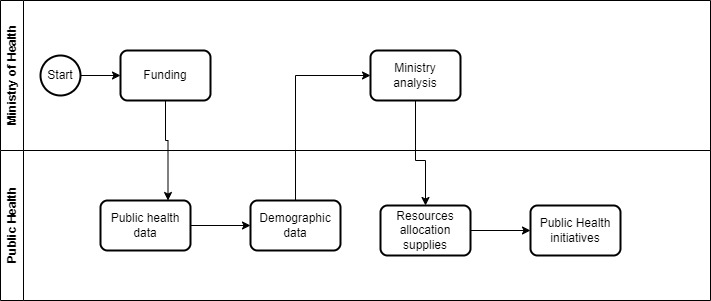 Ministry of Health
Start
Funding
Ministry
analysis
Public Health
Public health
data
Demographic
data
Resources
allocation
supplies
Public Health
initiatives